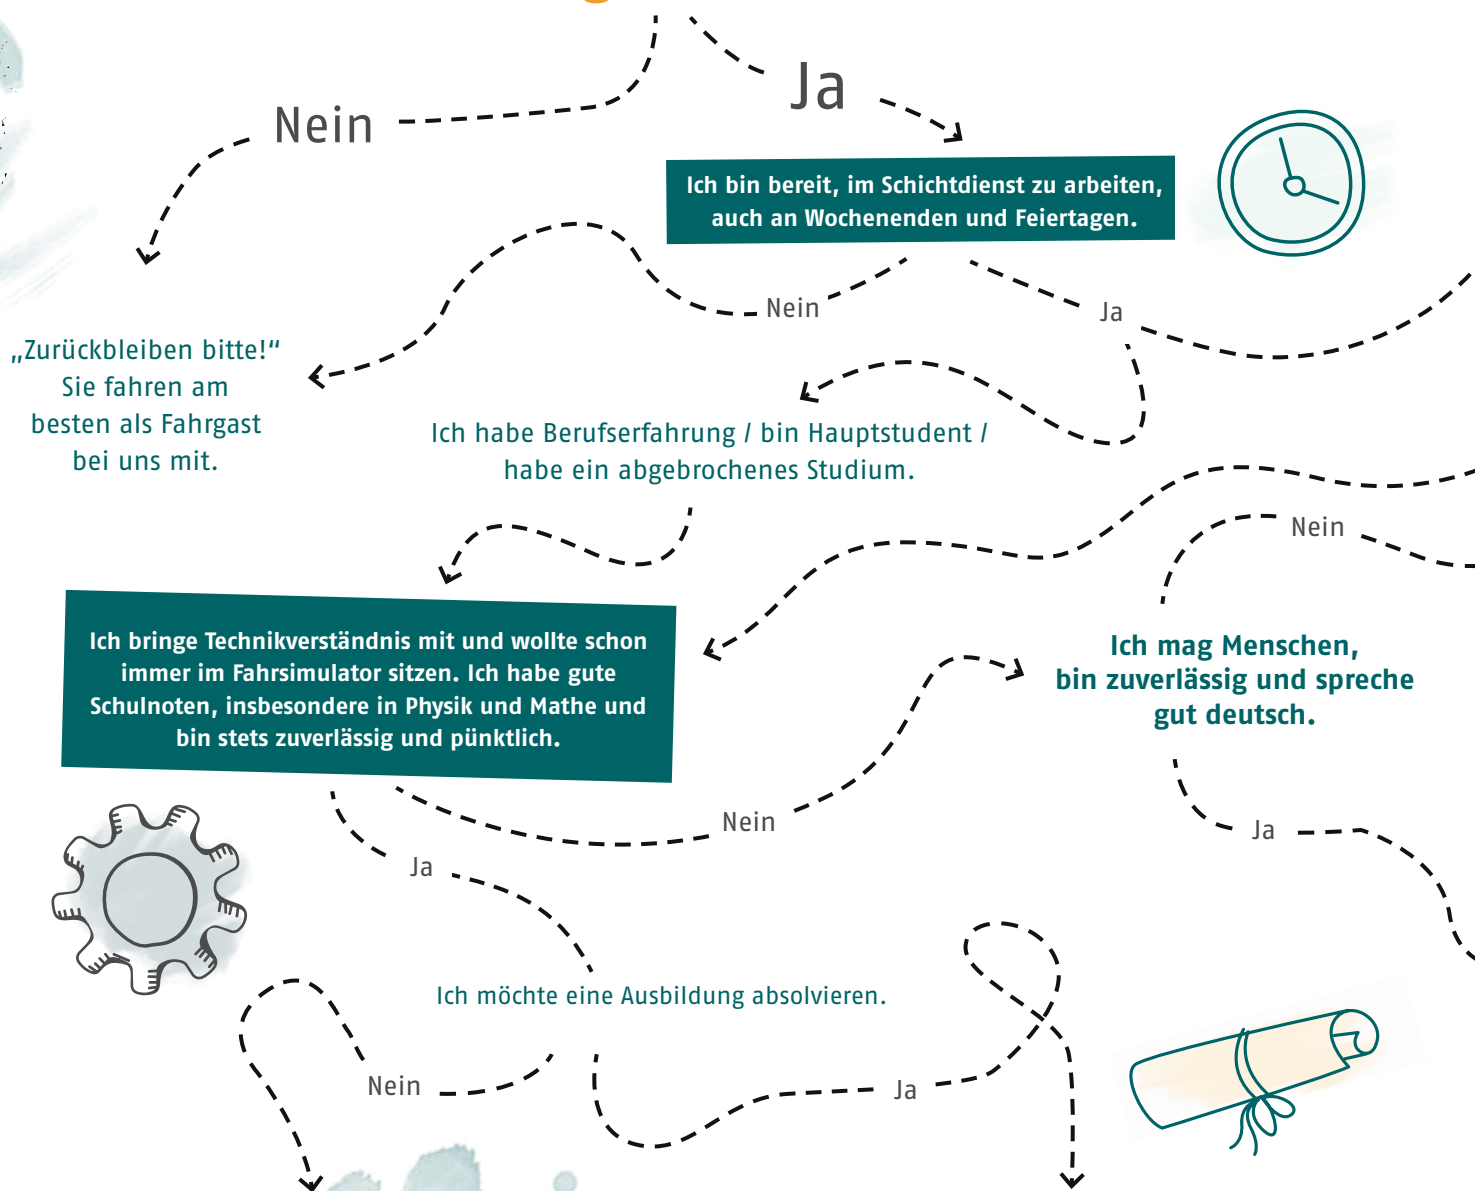 Nein
Ja
Ich bin bereit, im Schichtdienst zu arbeiten,
auch an Wochenenden und Feiertagen.
Nein
Ja
„Zurückbleiben bitte!“
Sie fahren am
besten als Fahrgast
bei uns mit.
Ich habe Berufserfahrung / bin Hauptstudent /
habe ein abgebrochenes Studium.
Nein
Ich bringe Technikverständnis mit und wollte schon
immer im Fahrsimulator sitzen. Ich habe gute
Schulnoten, insbesondere in Physik und Mathe und
bin stets zuverlässig und pünktlich.
Ich mag Menschen,
bin zuverlässig und spreche
gut deutsch.
Nein
Ja
Ja
Ich möchte eine Ausbildung absolvieren.
Nein
Ja